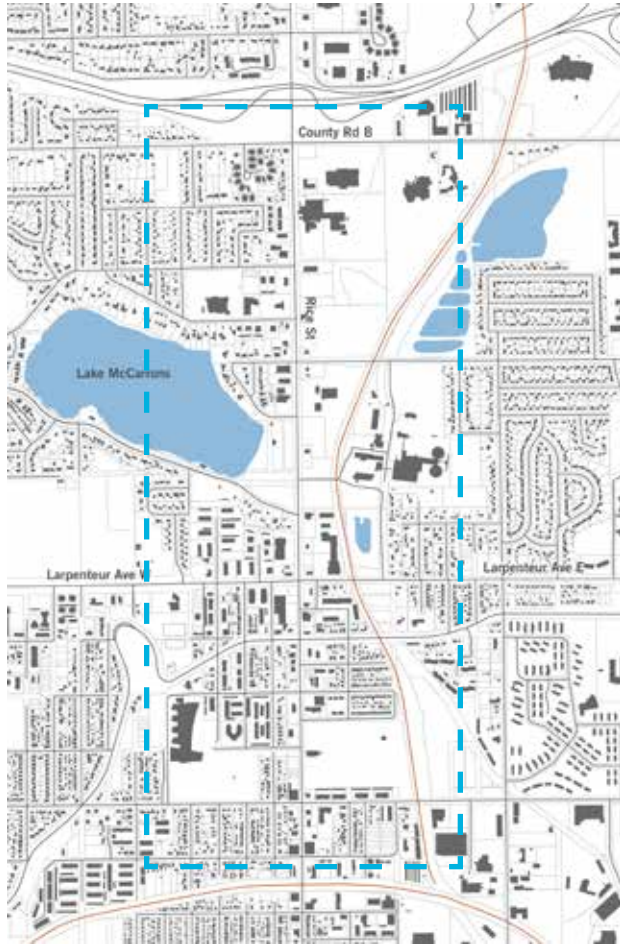 County Rd B
Rice St
Lake McCarrons
Larpenteur Ave W
Larpenteur Ave E